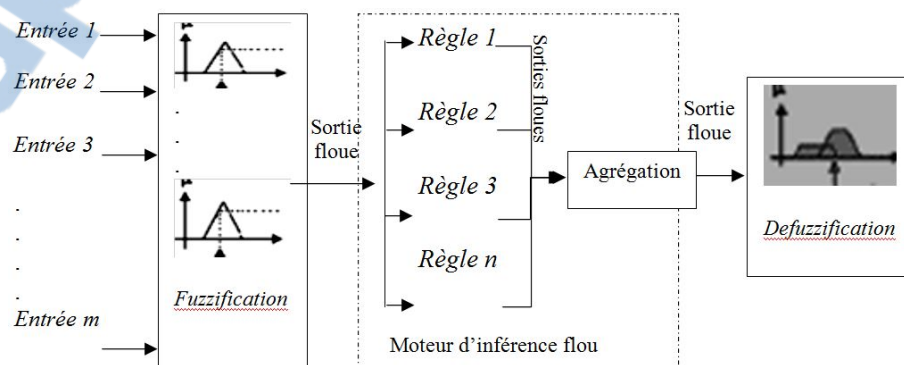 Entrée 1
Entrée 2
Entrée 3
.
.
.
.
Entrée m
μ
.
.
.
μ
Fuzzification
Sortie
floue
Règle 1
Règle 2
Règle 3
Règle n
Sorties floues
Moteur d'inférence flou
Agrégation
Sortie
floue
Defuzzification